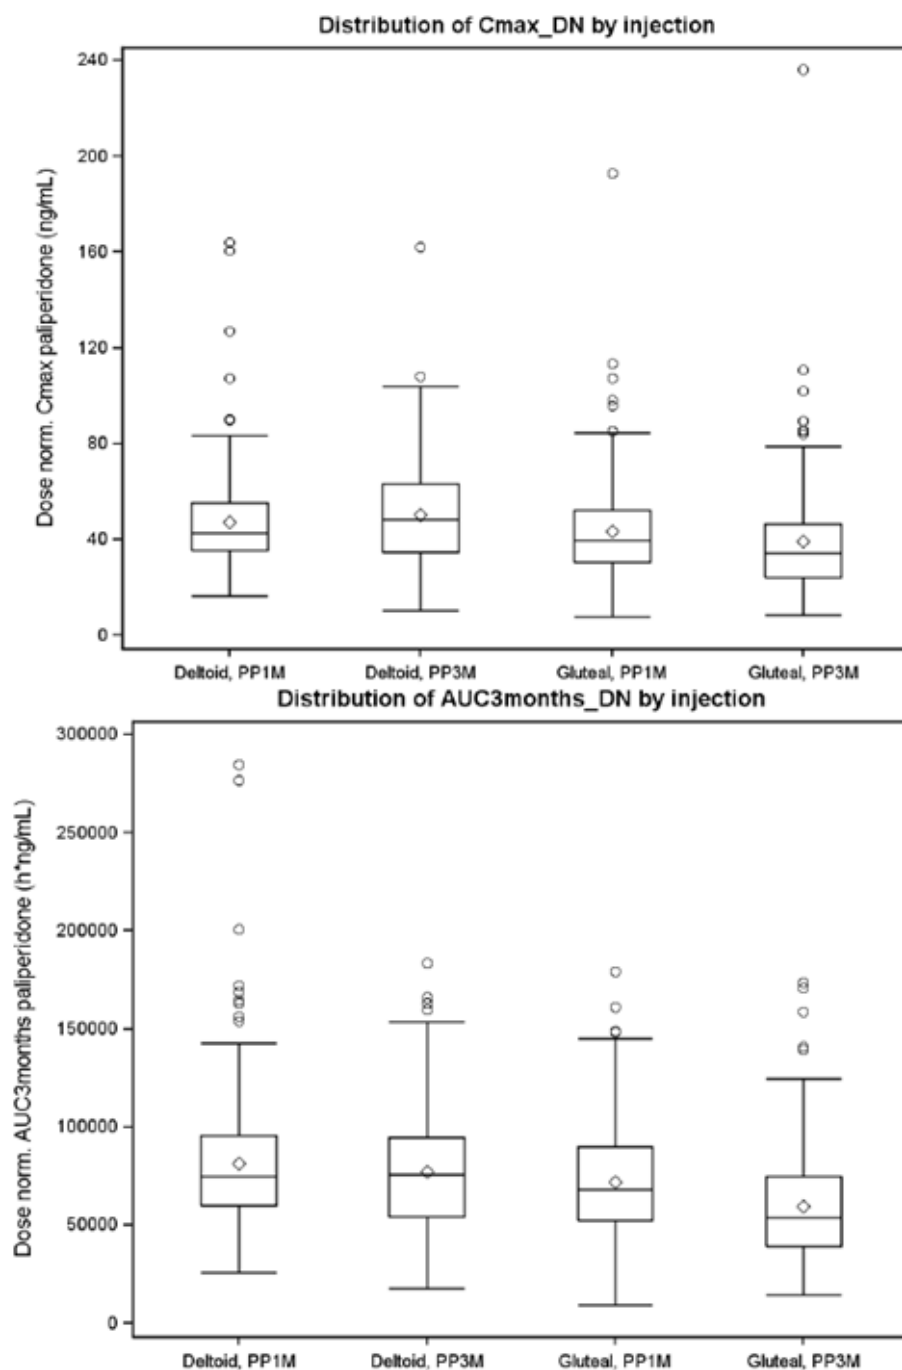 Distribution of Cmax_DN by injection
Dose norm. Cmax paliperidone (ng/mL)
240
200
160
120
80
40
0
Deltoid, PP1M Deltoid, PP3M Gluteal, PP1M Gluteal, PP3M
Distribution of AUC3months_DN by injection
Dose norm. AUC3months paliperidone (h*ng/mL)
300000
250000
200000
150000
100000
50000
0
Deltoid, PP1M Deltoid, PP3M Gluteal, PP1M Gluteal, PP3M